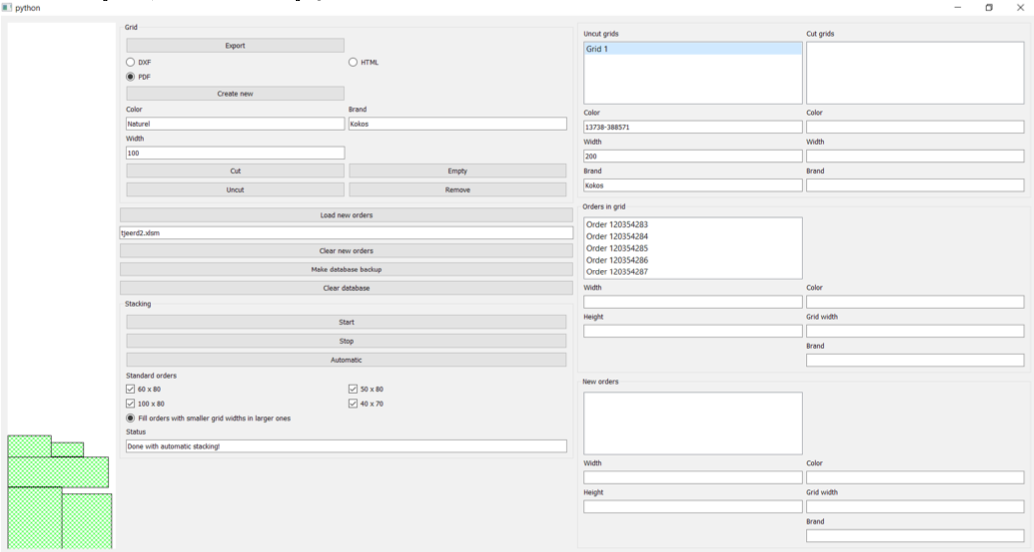 python
Grid
Export
DXF
HTML
PDF
Create new
Color
Brand
Naturel
Kokos
Width
100
Cut
Empty
Uncut
Remove
Load new orders
tjeerd2.xlsm
Clear new orders
Make database backup
Clear database
Stacking
Start
Stop
Automatic
Standard orders
60 x 80
50 x 80
100 x 80
40 x 70
Fill orders with smaller grid widths in larger ones
Status
Done with automatic stacking!
Uncut grids
Cut grids
Grid 1
Color
Color
13738-388571
Width
Width
200
Brand
Brand
Kokos
Orders in grid
Order 120354283
Order 120354284
Order 120354285
Order 120354286
Order 120354287
Width
Color
Height
Grid width
Brand
New orders
Width
Color
Height
Grid width
Brand